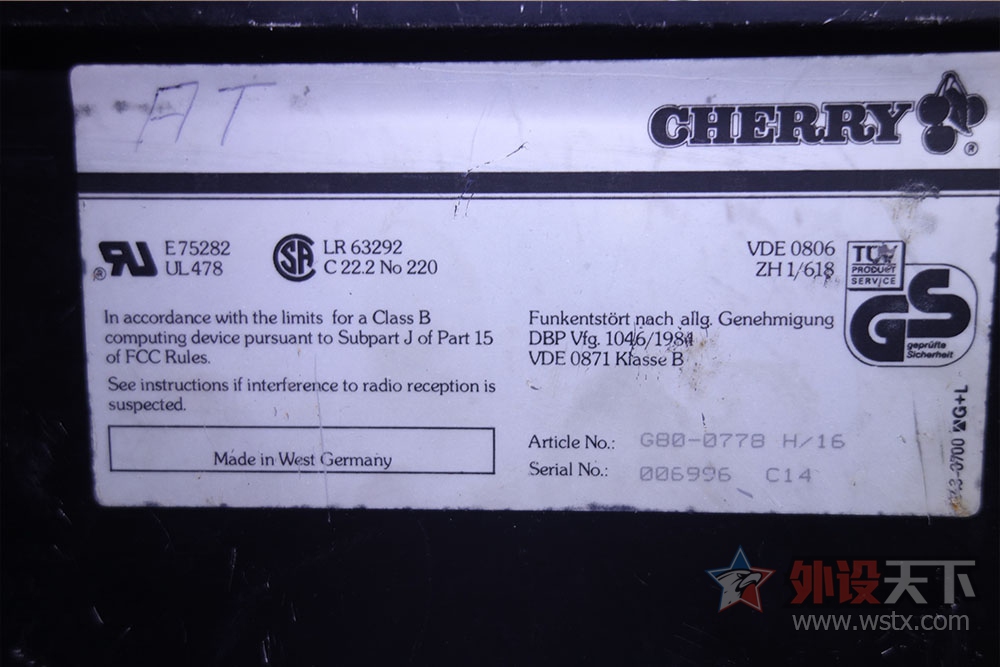 AT
CHERRY
®
® RU E75282
UL478
SA LR 63292
C 22.2 No 220
VDE 0806
ZH 1/618
TÜV
PRODUCT
SERVICE
GS
geprüfte
Sicherheit
In accordance with the limits for a Class B
computing device pursuant to Subpart J of Part 15
of FCC Rules.
See instructions if interference to radio reception is
suspected.
Made in West Germany
Funkentstört nach allg. Genehmigung
DBP Vfg. 1046/1984
VDE 0871 Klasse B
Article No.: G80-0778 H/16
Serial No.: 006996 C14
-0700 G+L
外设天下
www.wstx.com